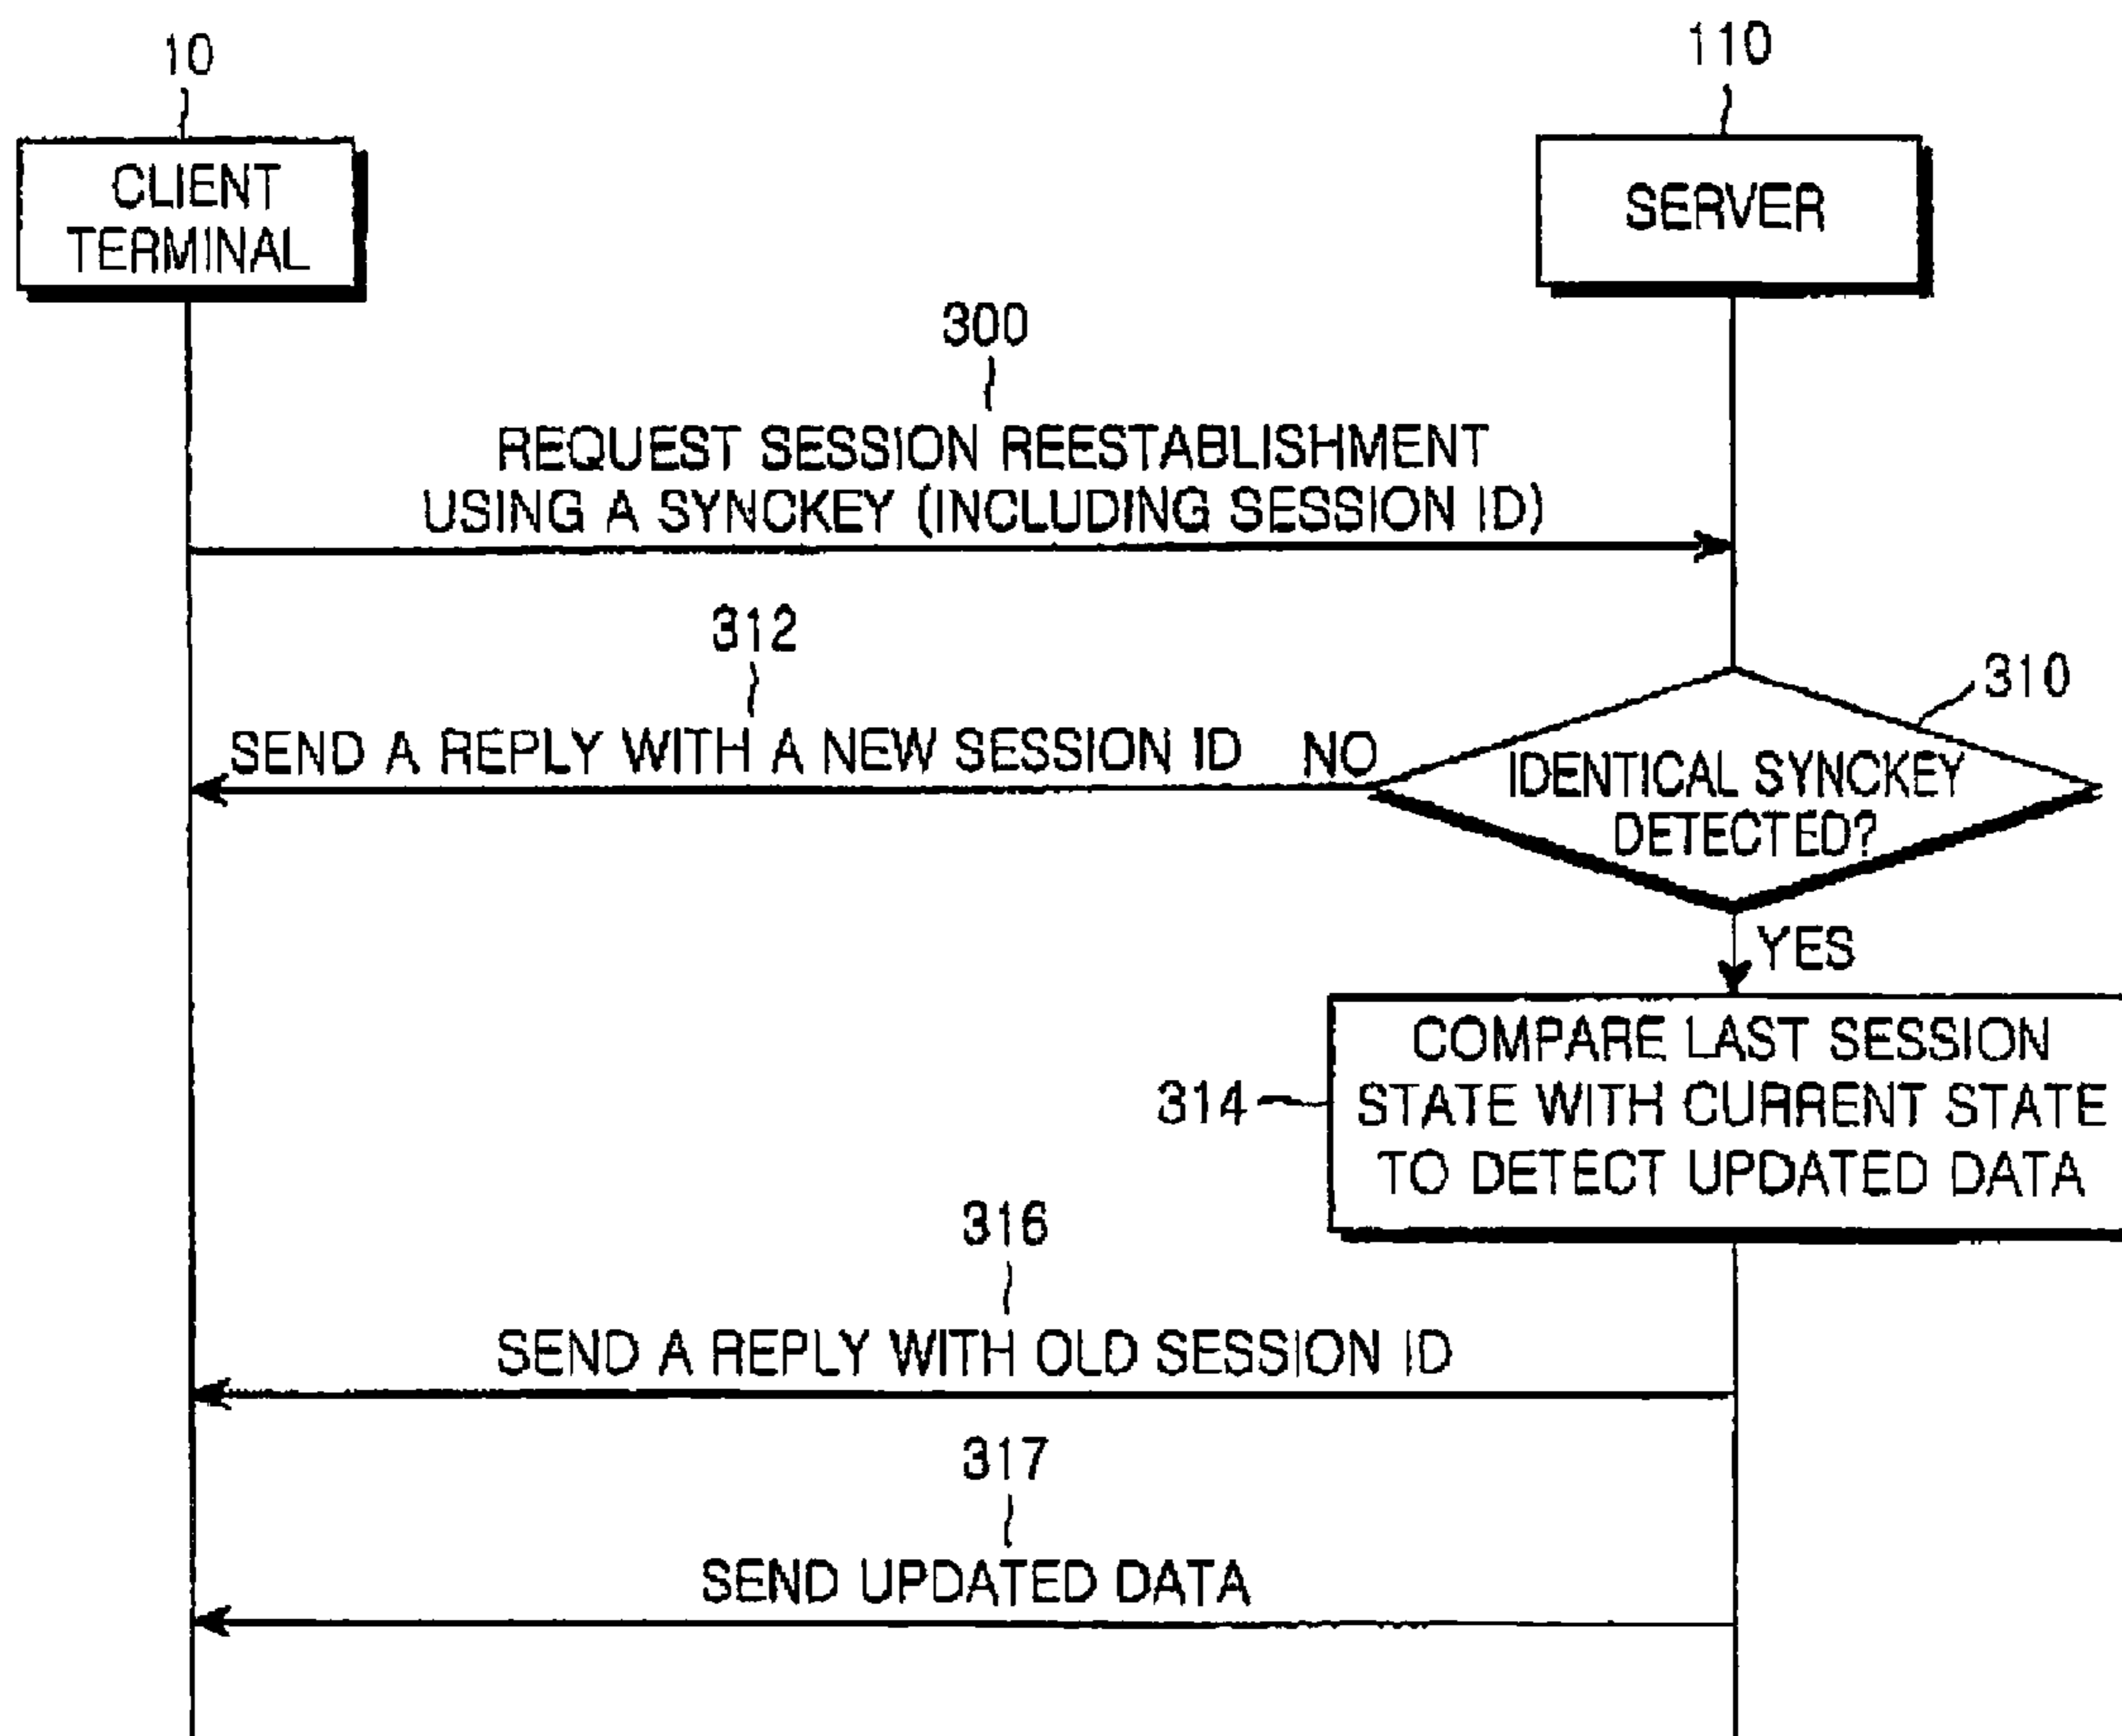 10
110
CLIENT
TERMINAL
SERVER
300
REQUEST SESSION REESTABLISHMENT
USING A SYNCKEY (INCLUDING SESSION ID)
312
310
SEND A REPLY WITH A NEW SESSION ID NO
IDENTICAL SYNCKEY
DETECTED?
YES
314
COMPARE LAST SESSION
STATE WITH CURRENT STATE
TO DETECT UPDATED DATA
316
SEND A REPLY WITH OLD SESSION ID
317
SEND UPDATED DATA